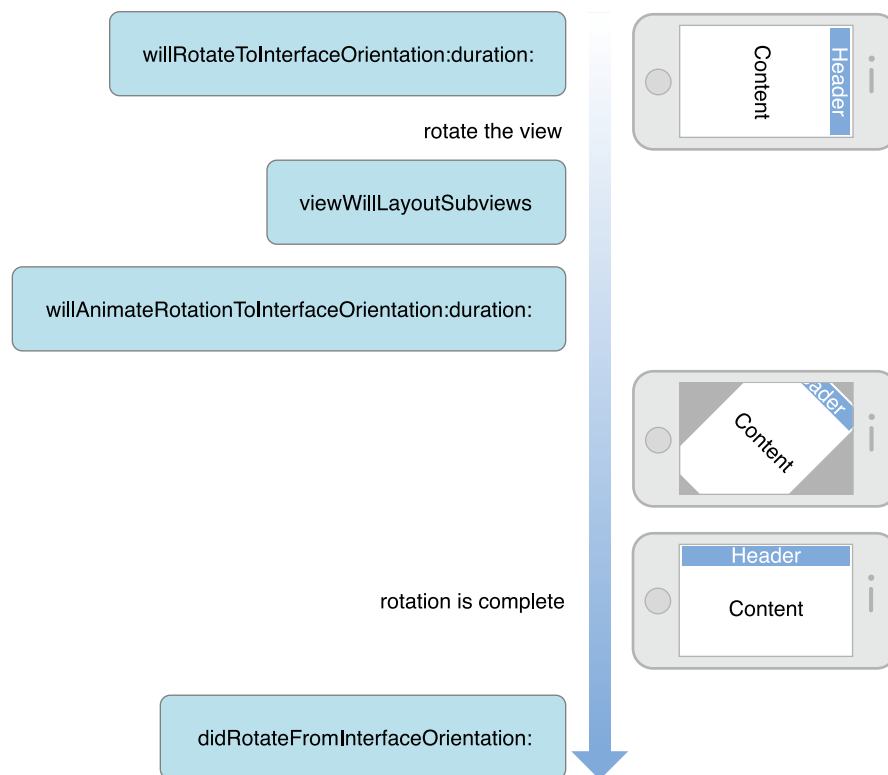 willRotateToInterfaceOrientation:duration:
Content
Header
rotate the view
viewWillLayoutSubviews
willAnimateRotationToInterfaceOrientation:duration:
Content
Header
rotation is complete
Content
didRotateFromInterfaceOrientation: